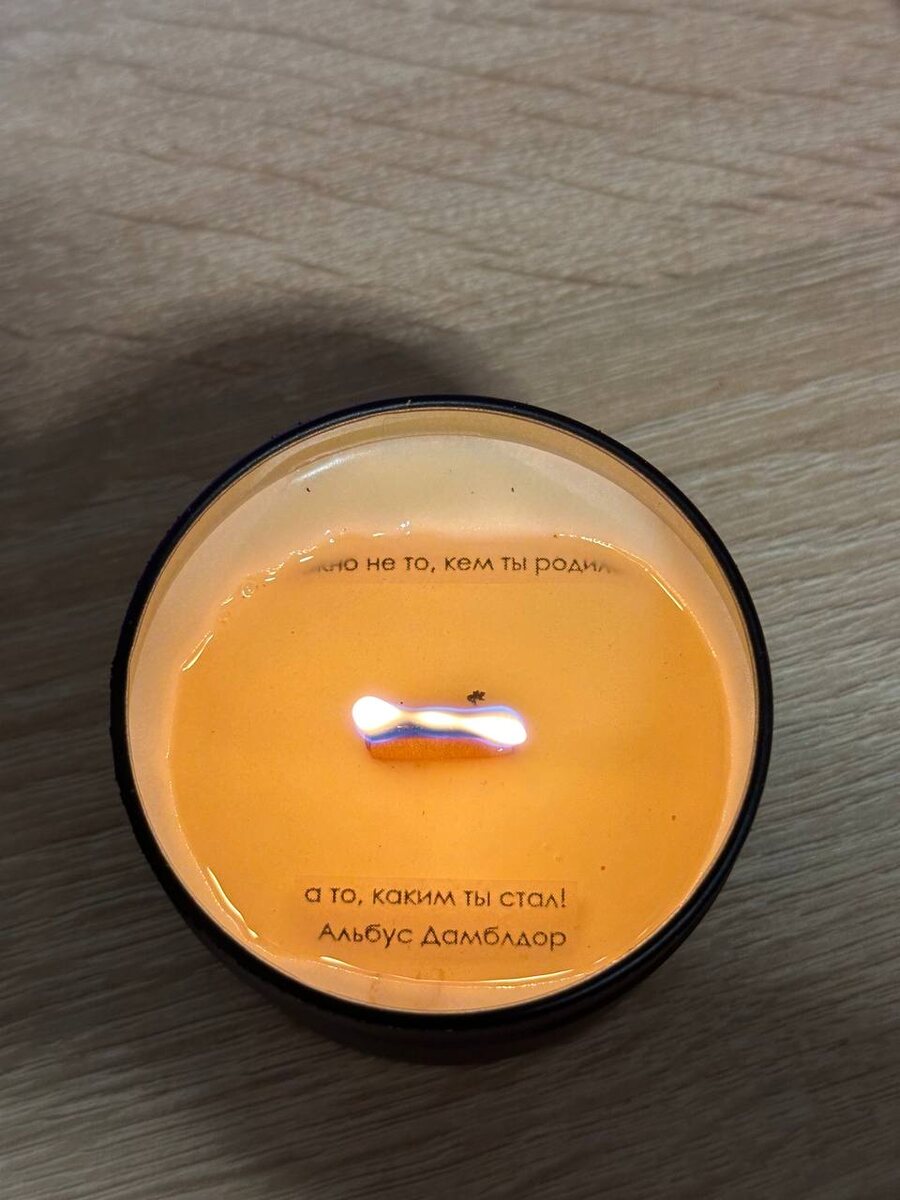 не то, кем ты
а то, каким ты стал!
Альбус Дамблдор